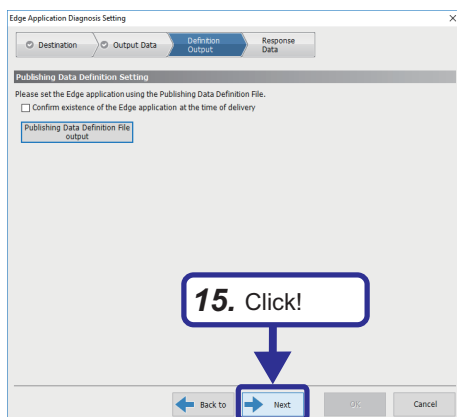 Edge Application Diagnosis Setting
Destination
Output Data
Definition
Output
Response
Data
Publishing Data Definition Setting
Please set the Edge application using the Publishing Data Definition File.
Confirm existence of the Edge application at the time of delivery
Publishing Data Definition File
output
15. Click!
Back to
Next
OK
Cancel